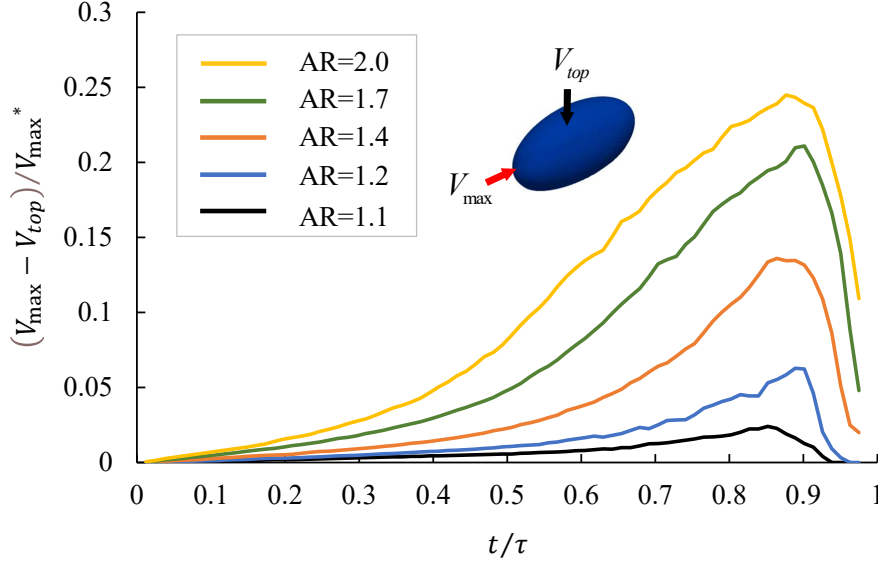 0.3
0.25
0.2
0.15
0.1
0.05
0
(V_max − V_top)/V_max*
AR=2.0
AR=1.7
AR=1.4
AR=1.2
AR=1.1
V_top
V_max
0 0.1 0.2 0.3 0.4 0.5 0.6 0.7 0.8 0.9 1
t/τ